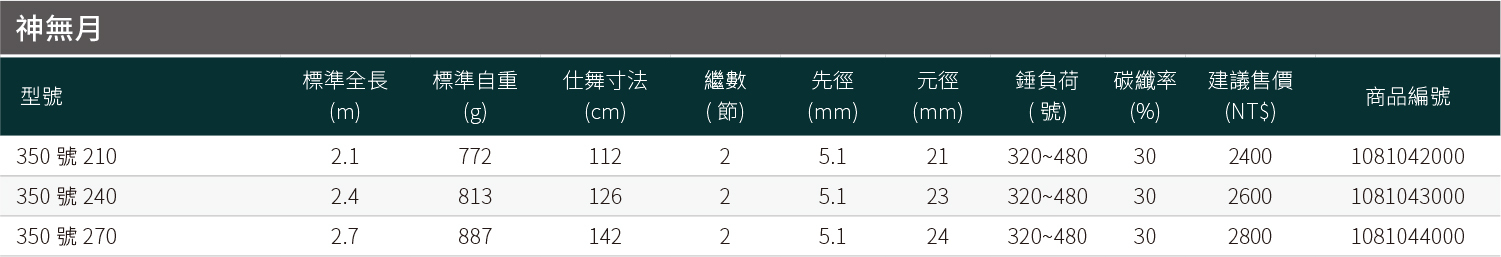 神無月
型號 標準全長 (m) 標準自重 (g) 仕舞寸法 (cm) 繼數 ( 節) 先徑 (mm) 元徑 (mm) 錘負荷 ( 號) 碳纖率 (%) 建議售價 (NT$) 商品編號
350 號 210 2.1 772 112 2 5.1 21 320~480 30 2400 1081042000
350 號 240 2.4 813 126 2 5.1 23 320~480 30 2600 1081043000
350 號 270 2.7 887 142 2 5.1 24 320~480 30 2800 1081044000